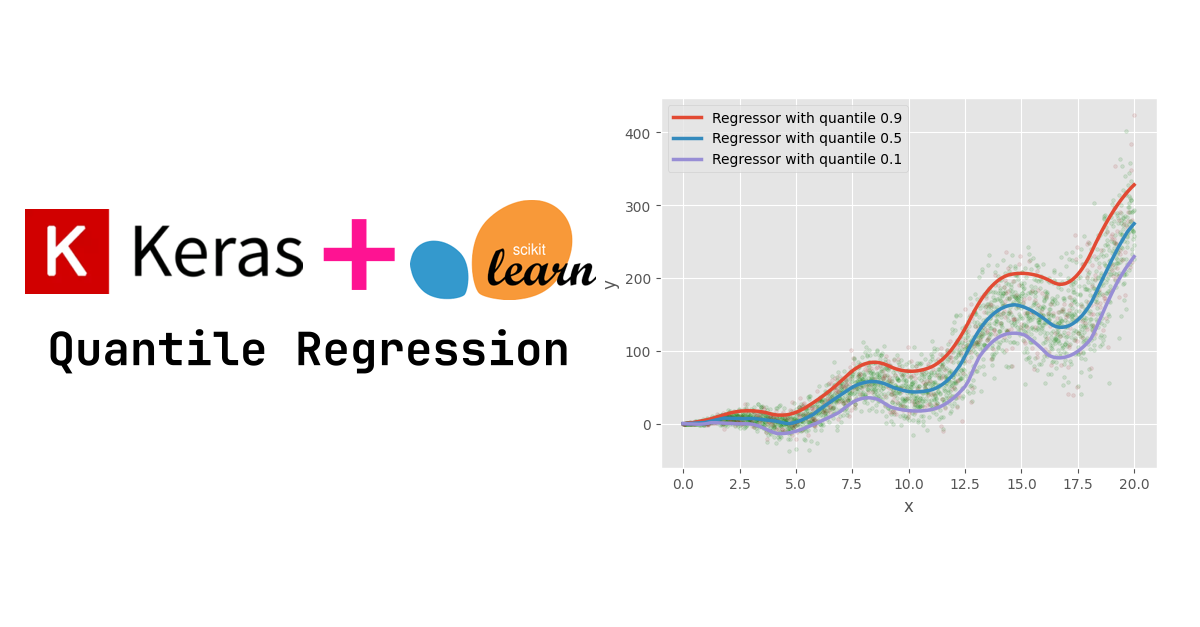 K Keras
scikit
learn
Quantile Regression
Regressor with quantile 0.9
Regressor with quantile 0.5
Regressor with quantile 0.1
400
300
200
100
0
y
0.0 2.5 5.0 7.5 10.0 12.5 15.0 17.5 20.0
x